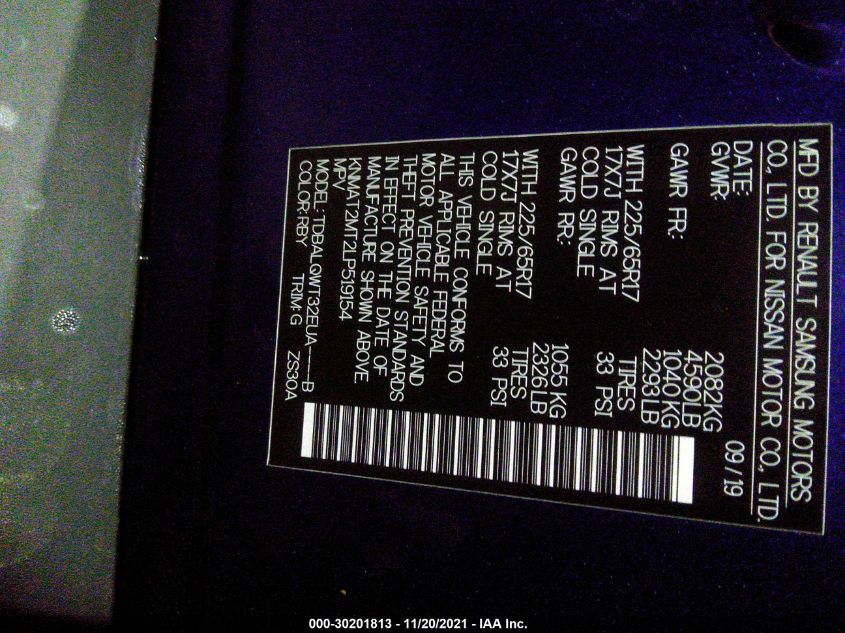 MFD BY RENAULT SAMSUNG MOTORS
CO., LTD. FOR NISSAN MOTOR CO., LTD.
DATE: 09/19
GVWR: 2082KG
4590LB
GAWR FR: 1040KG
2293LB
WITH 225/65R17 TIRES
17X7J RIMS AT 33 PSI
COLD SINGLE
GAWR RR: 1055 KG
2326LB
WITH 225/65R17 TIRES
17X7J RIMS AT 33 PSI
COLD SINGLE
THIS VEHICLE CONFORMS TO
ALL APPLICABLE FEDERAL
MOTOR VEHICLE SAFETY AND
THEFT PREVENTION STANDARDS
IN EFFECT ON THE DATE OF
MANUFACTURE SHOWN ABOVE
KNMAT2MT2LP519154
MPV
MODEL: TDBALQWT32EUA-----B
COLOR: RBY TRIM: G ZS30A
000-30201813 - 11/20/2021 - IAA Inc.